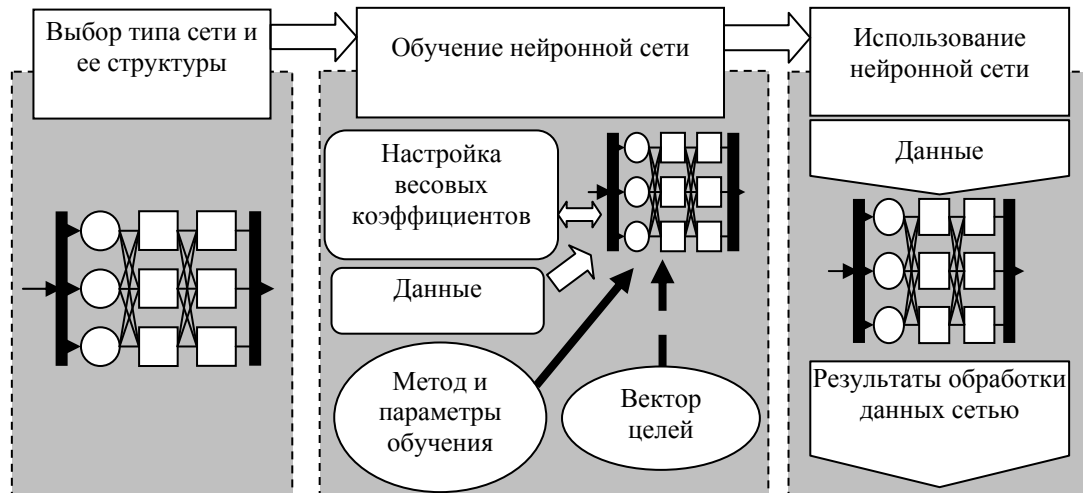 Выбор типа сети и
ее структуры
Обучение нейронной сети
Использование
нейронной сети
Настройка
весовых
коэффициентов
Данные
Метод и
параметры
обучения
Вектор
целей
Данные
Результаты обработки
данных сетью